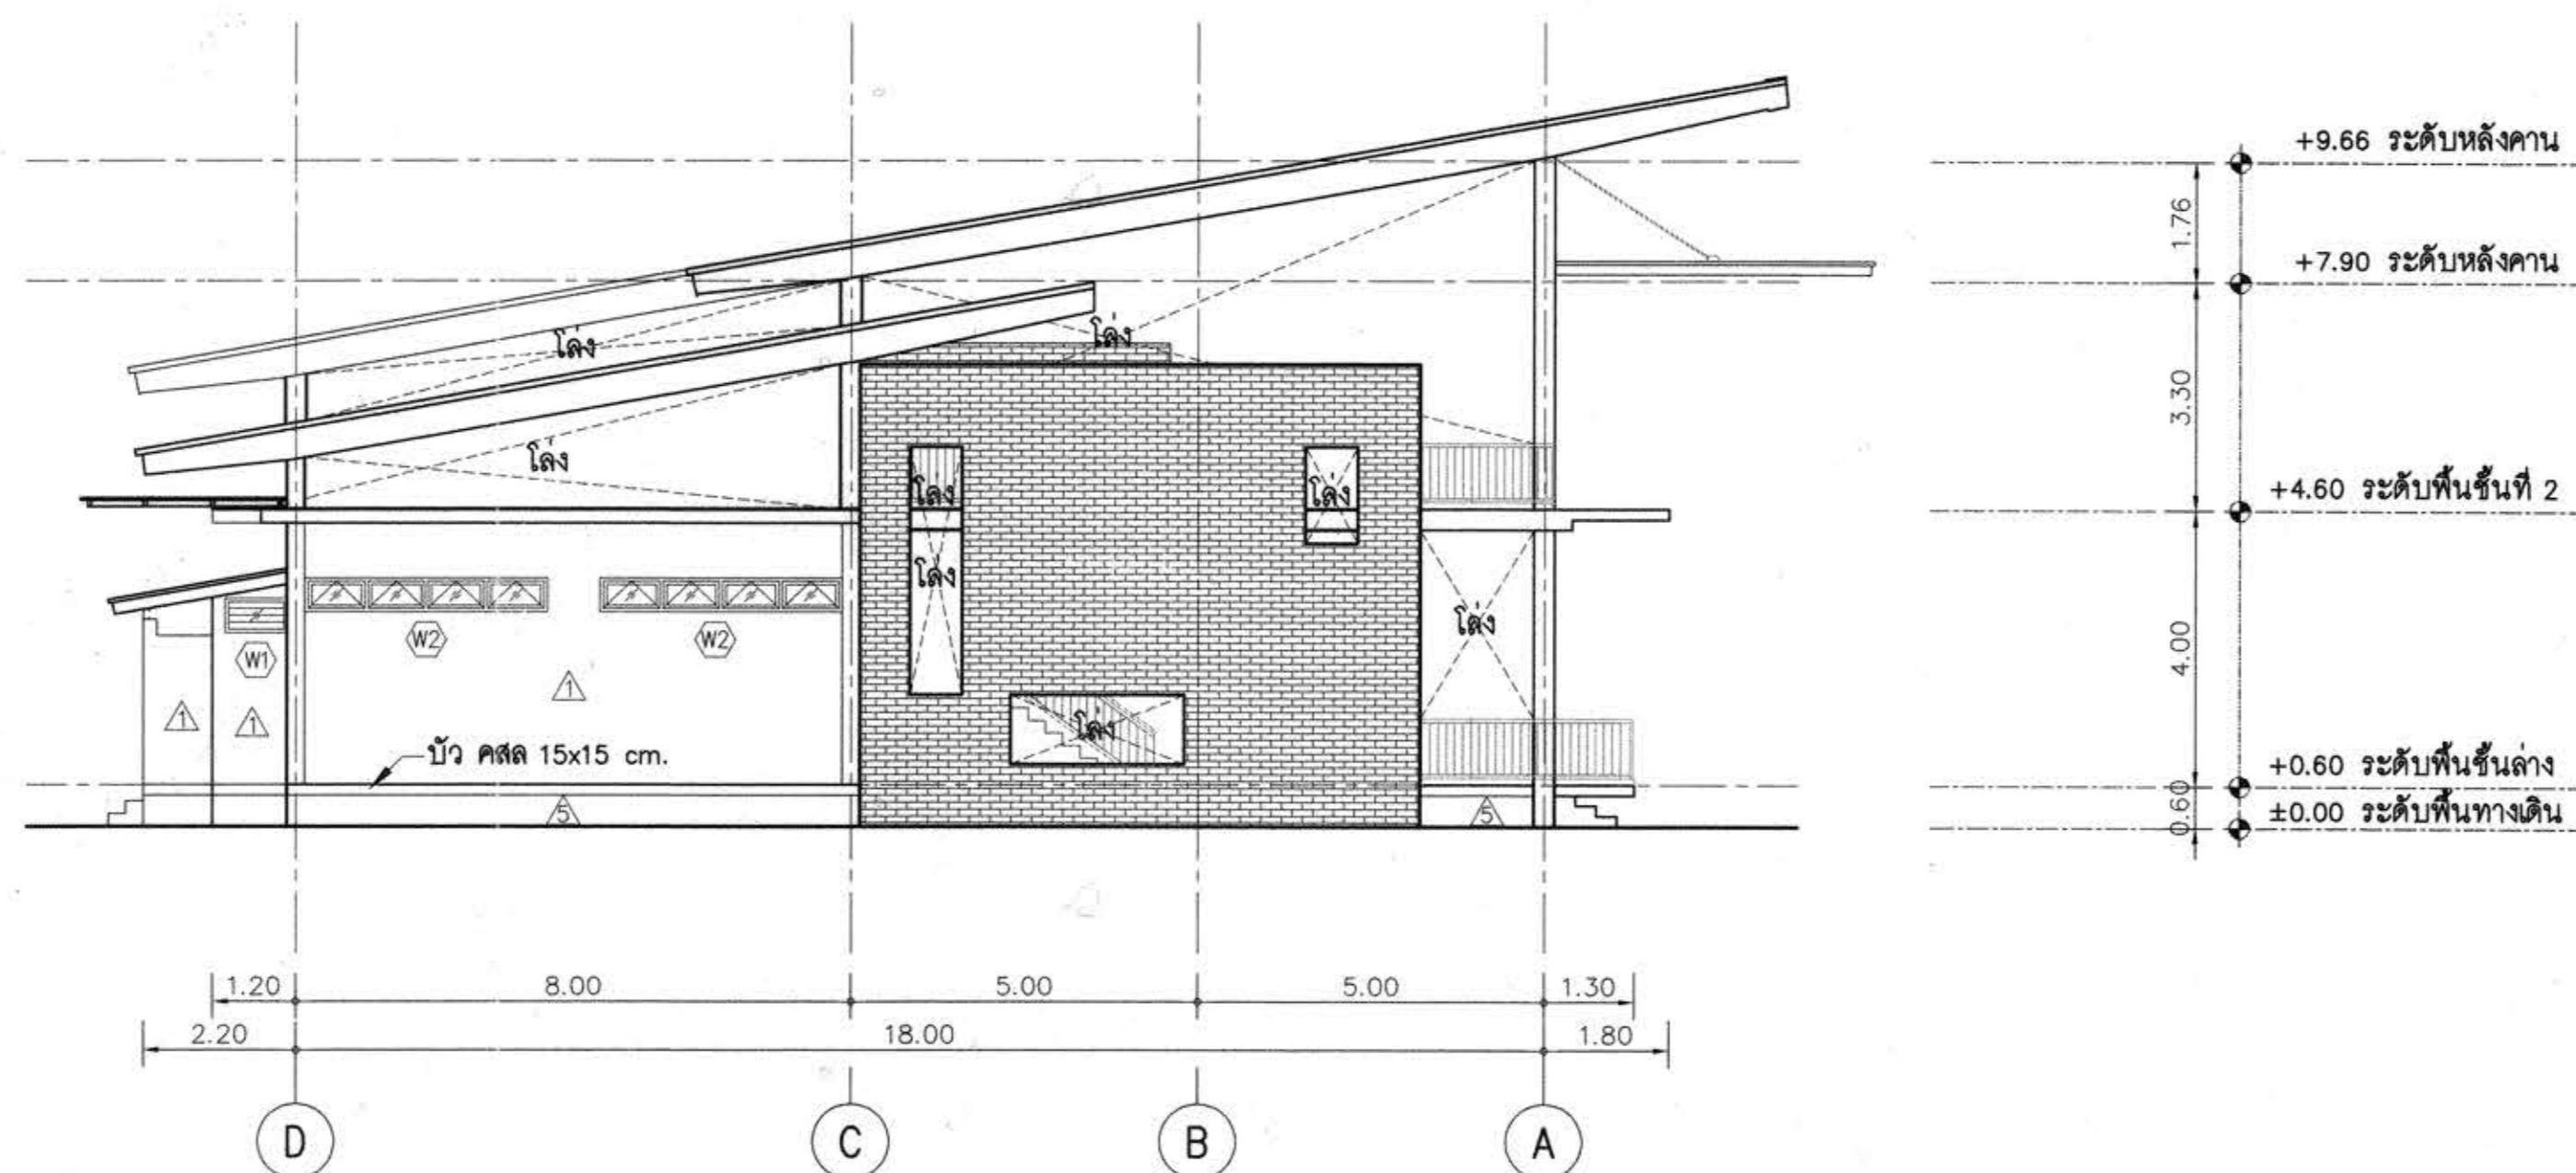 +9.66 ระดับหลังคาน
1.76
+7.90 ระดับหลังคาน
โล่ง
โล่ง
3.30
โล่ง
โล่ง
โล่ง
+4.60 ระดับพื้นชั้นที่ 2
โล่ง
โล่ง
4.00
W1
W2
W2
1
1
1
โล่ง
บัว คสล 15x15 cm.
+0.60 ระดับพื้นชั้นล่าง
0.60
5
5
±0.00 ระดับพื้นทางเดิน
1.20 8.00 5.00 5.00 1.30
2.20 18.00 1.80
D C B A